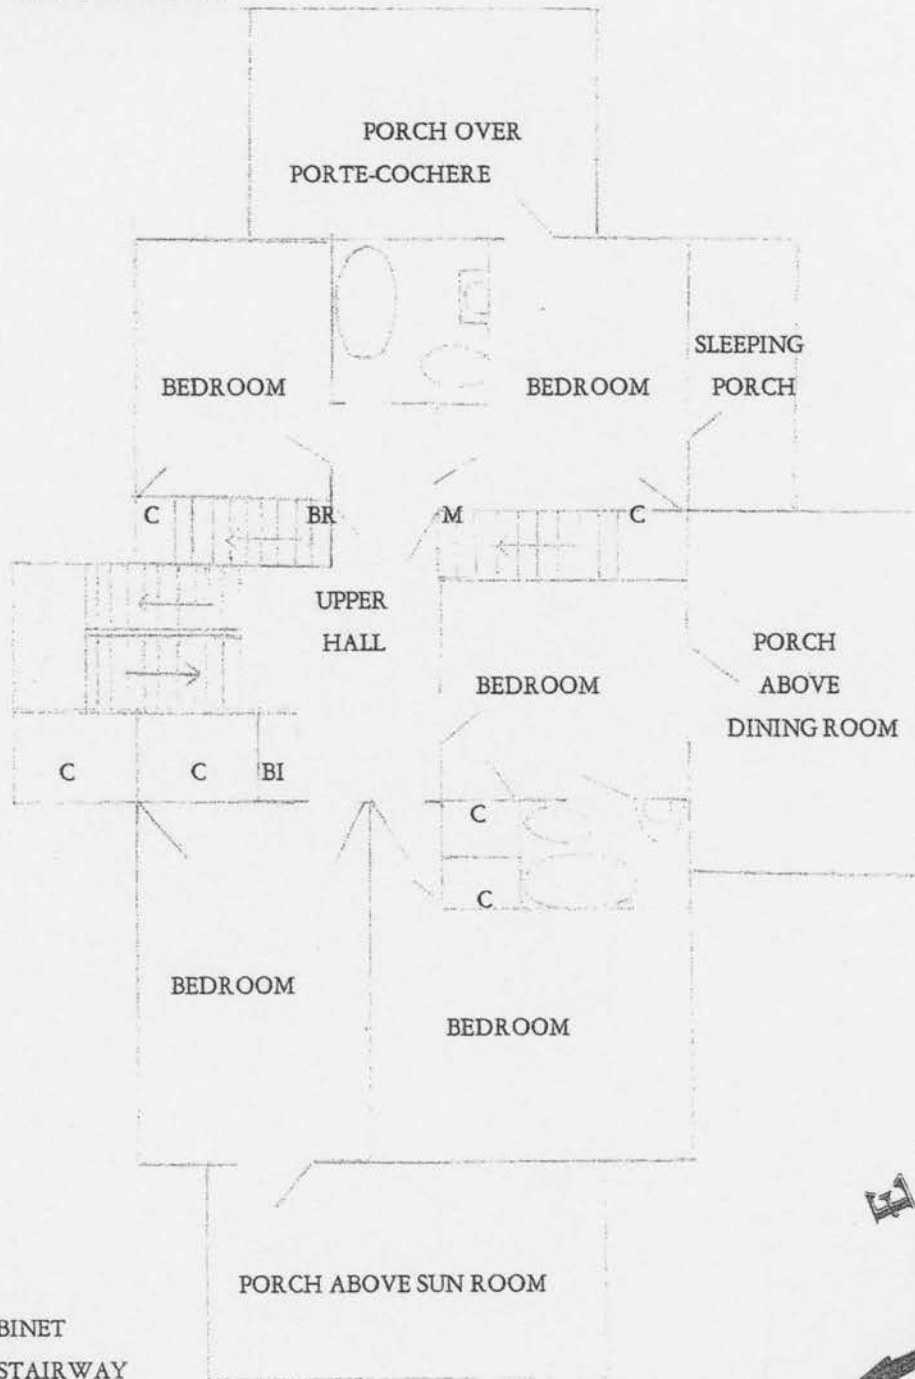 PORCH OVER
PORTE-COCHERE
SLEEPING
PORCH
BEDROOM
BEDROOM
C
BR
M
C
UPPER
HALL
PORCH
ABOVE
DINING ROOM
BEDROOM
C
C
BI
C
C
BEDROOM
BEDROOM
E
PORCH ABOVE SUN ROOM
BINET
STAIRWAY